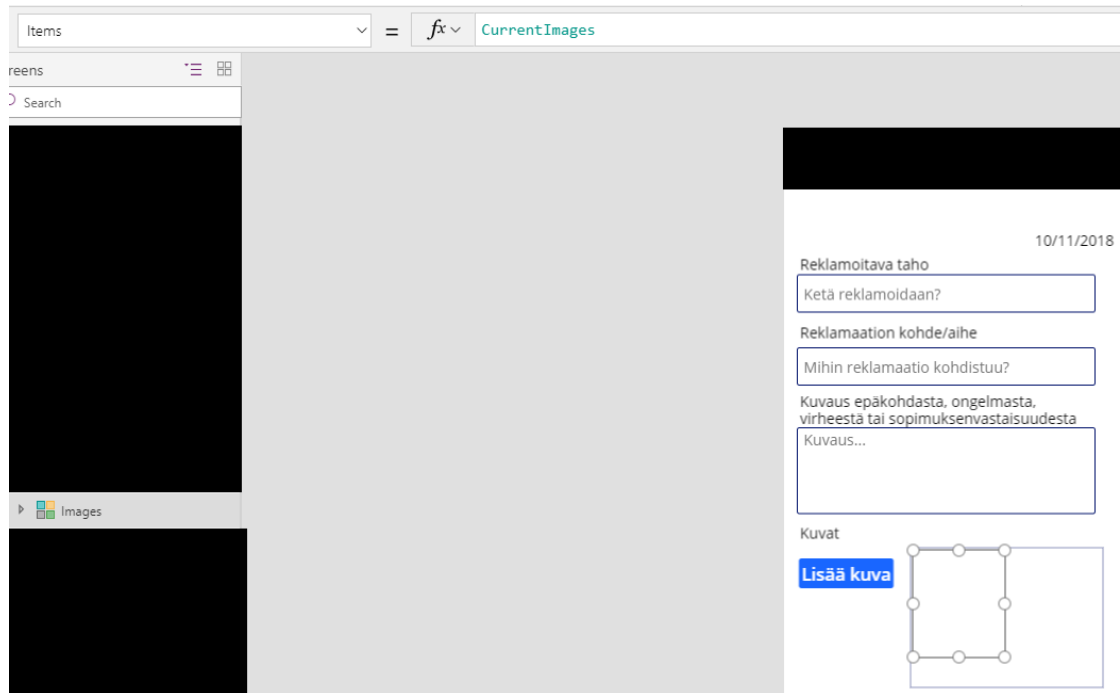 Items = fx CurrentImages
reens
Search
Images
10/11/2018
Reklamoitava taho
Ketä reklamoidaan?
Reklamaation kohde/aihe
Mihin reklamaatio kohdistuu?
Kuvaus epäkohdasta, ongelmasta,
virheestä tai sopimuksenvastaisuudesta
Kuvaus...
Kuvat
Lisää kuva